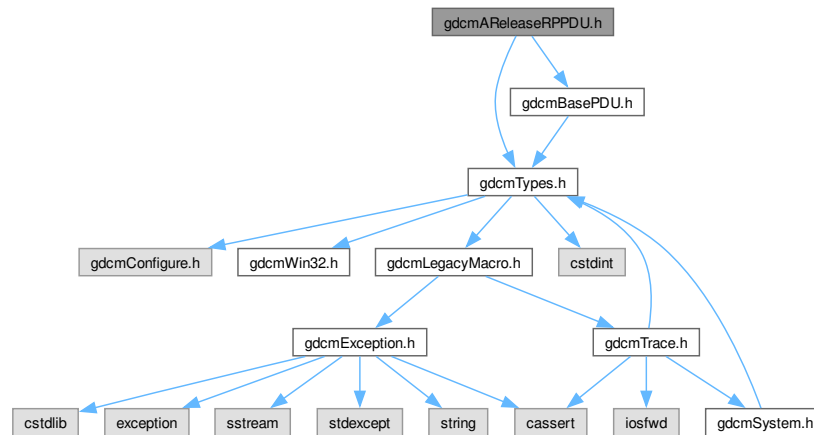 gdcmAReleaseRPPDU.h
gdcmBasePDU.h
gdcmTypes.h
gdcmConfigure.h
gdcmWin32.h
gdcmLegacyMacro.h
cstdint
gdcmException.h
gdcmTrace.h
cstdlib
exception
sstream
stdexcept
string
cassert
iosfwd
gdcmSystem.h